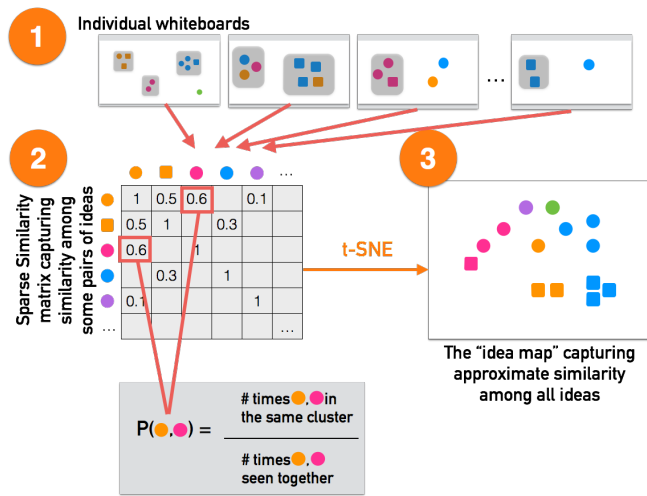 1
Individual whiteboards
...
2
3
Sparse Similarity
matrix capturing
similarity among
some pairs of ideas
...
1 0.5 0.6 0.1
0.5 1 0.3
0.6 1
0.3 1
0.1 1
... ...
t-SNE
The “idea map” capturing
approximate similarity
among all ideas
P( , ) =
# times , in
the same cluster
# times ,
seen together